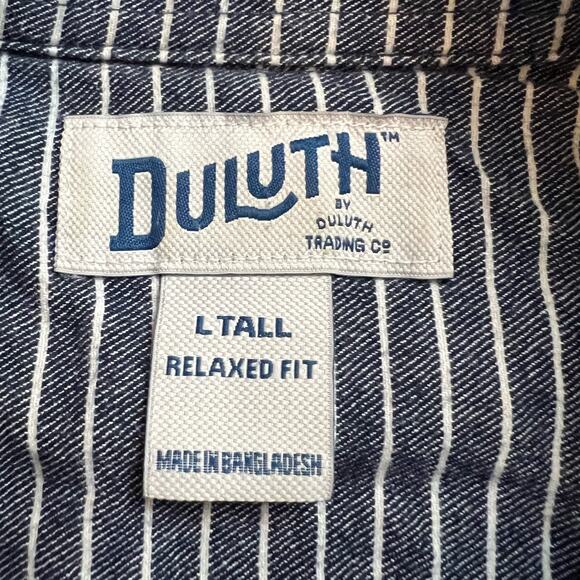 DULUTH™
BY
DULUTH
TRADING CO
L TALL
RELAXED FIT
MADE IN BANGLADESH